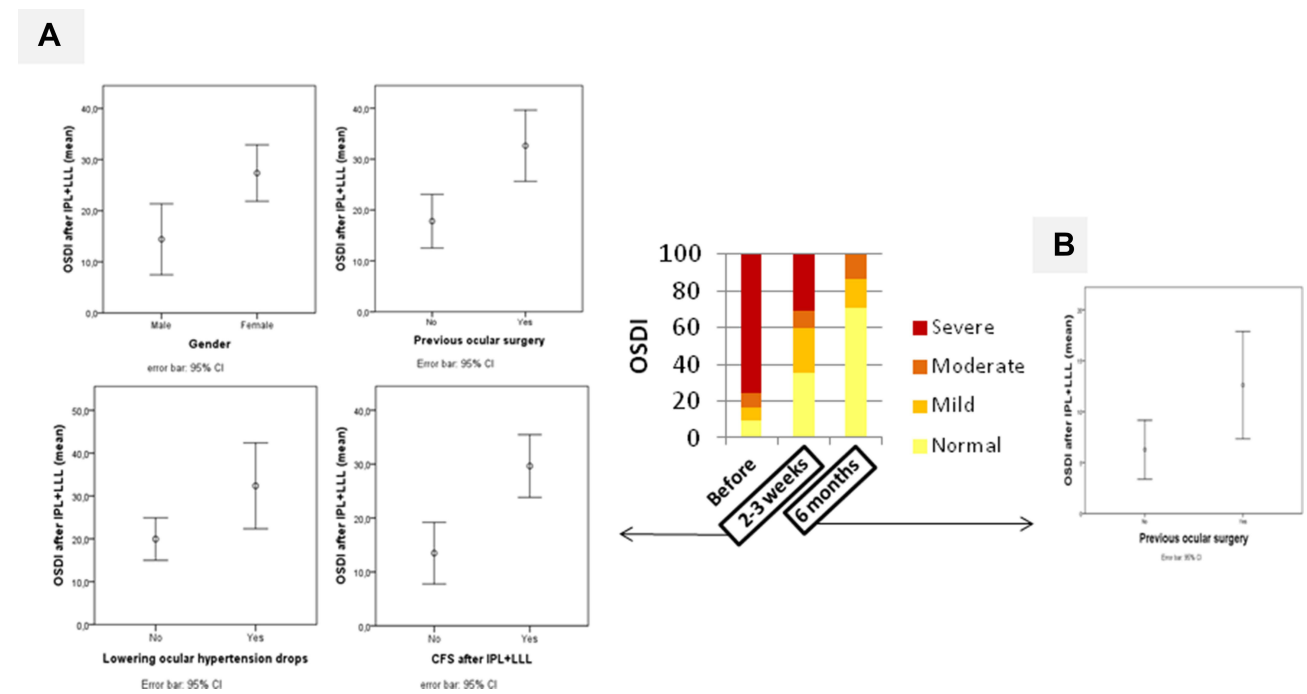 A
40,0
30,0
20,0
10,0
0,0
OSDI after IPL+LLL (mean)
Male Female
Gender
error bar: 95% CI
40,0
30,0
20,0
10,0
0,0
OSDI after IPL+LLL (mean)
No Yes
Previous ocular surgery
Error bar: 95% CI
50,0
40,0
30,0
20,0
10,0
0,0
OSDI after IPL+LLL (mean)
No Yes
Lowering ocular hypertension drops
Error bar: 95% CI
40,0
30,0
20,0
10,0
0,0
OSDI after IPL+LLL (mean)
No Yes
CFS after IPL+LLL
error bar: 95% CI
100
80
60
40
20
0
OSDI
Before
2-3 weeks
6 months
Severe
Moderate
Mild
Normal
B
OSDI after IPL+LLL (mean)
No Yes
Previous ocular surgery
Error bar: 95% CI